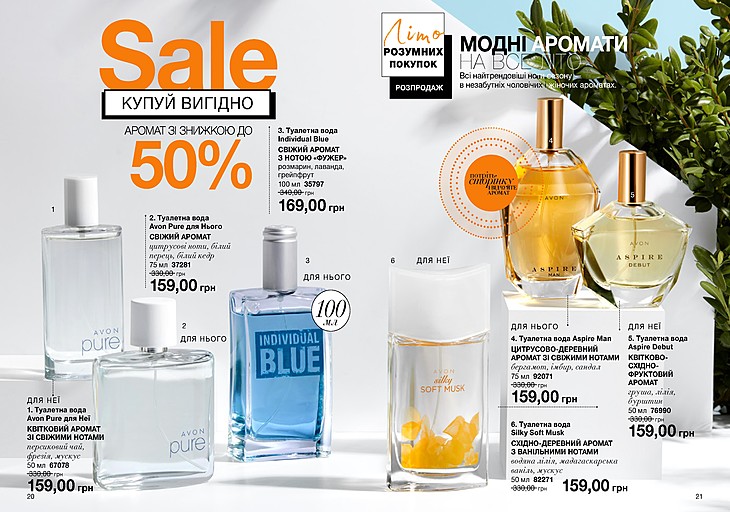 Sale
КУПУЙ ВИГІДНО
АРОМАТ ЗІ ЗНИЖКОЮ ДО
50%
3. Туалетна вода
Individual Blue
СВІЖИЙ АРОМАТ
З НОТОЮ «ФУЖЕР»
розмарин, лаванда,
грейпфрут
100 мл 35797
340,00 грн
169,00 грн
1
2. Туалетна вода
Avon Pure для Нього
СВІЖИЙ АРОМАТ
цитрусові ноти, білий
перець, білий кедр
75 мл 37281
330,00 грн
159,00 грн
3
ДЛЯ НЬОГО
100
мл
INDIVIDUAL
BLUE
AVON
pure
2
ДЛЯ НЬОГО
AVON
pure
ДЛЯ НЕЇ
1. Туалетна вода
Avon Pure для Неї
КВІТКОВИЙ АРОМАТ
ЗІ СВІЖИМИ НОТАМИ
персиковий чай,
фрезія, мускус
50 мл 67078
330,00 грн
159,00 грн
20
Літо
РОЗУМНИХ
ПОКУПОК
РОЗПРОДАЖ
МОДНІ АРОМАТИ
НА ВСЕ ЛІТО
Всі найтрендовіші ноти сезону
в незабутніх чоловічих і жіночих ароматах.
потріть
сторінку
і відчуйте
аромат
4
AVON
ASPIRE
MAN
5
AVON
ASPIRE
DEBUT
6
ДЛЯ НЕЇ
AVON
silky
SOFT MUSK
ДЛЯ НЬОГО
4. Туалетна вода Aspire Man
ЦИТРУСОВО-ДЕРЕВНИЙ
АРОМАТ ЗІ СВІЖИМИ НОТАМИ
бергамот, імбир, сандал
75 мл 92071
330,00 грн
159,00 грн
ДЛЯ НЕЇ
5. Туалетна вода
Aspire Debut
КВІТКОВО-
СХІДНО-
ФРУКТОВИЙ
АРОМАТ
груша, лілія,
бурштин
50 мл 76990
330,00 грн
159,00 грн
6. Туалетна вода
Silky Soft Musk
СХІДНО-ДЕРЕВНИЙ АРОМАТ
З ВАНІЛЬНИМИ НОТАМИ
водяна лілія, мадагаскарська
ваніль, мускус
50 мл 82271
330,00 грн 159,00 грн
21